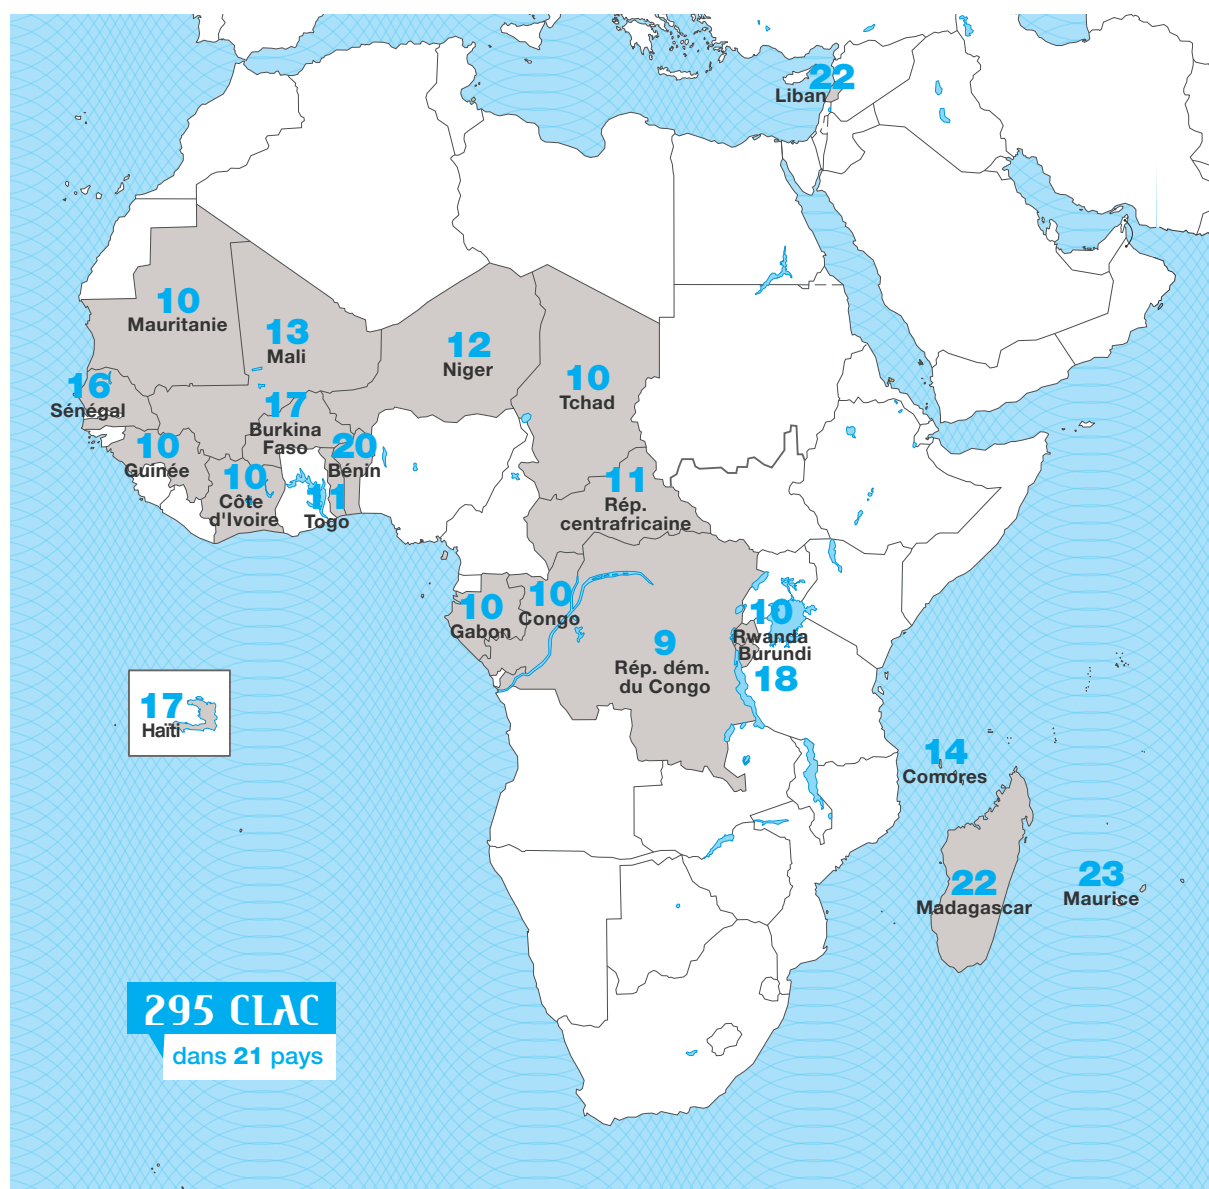 22
Liban
10
Mauritanie
13
Mali
12
Niger
10
Tchad
16
Sénégal
17
Burkina
Faso
10
Guinée
20
Bénin
10
Côte
d'Ivoire
11
Togo
11
Rép.
centrafricaine
10
Gabon
10
Congo
9
Rép. dém.
du Congo
10
Rwanda
Burundi
18
17
Haïti
14
Comores
22
Madagascar
23
Maurice
295 CLAC
dans 21 pays